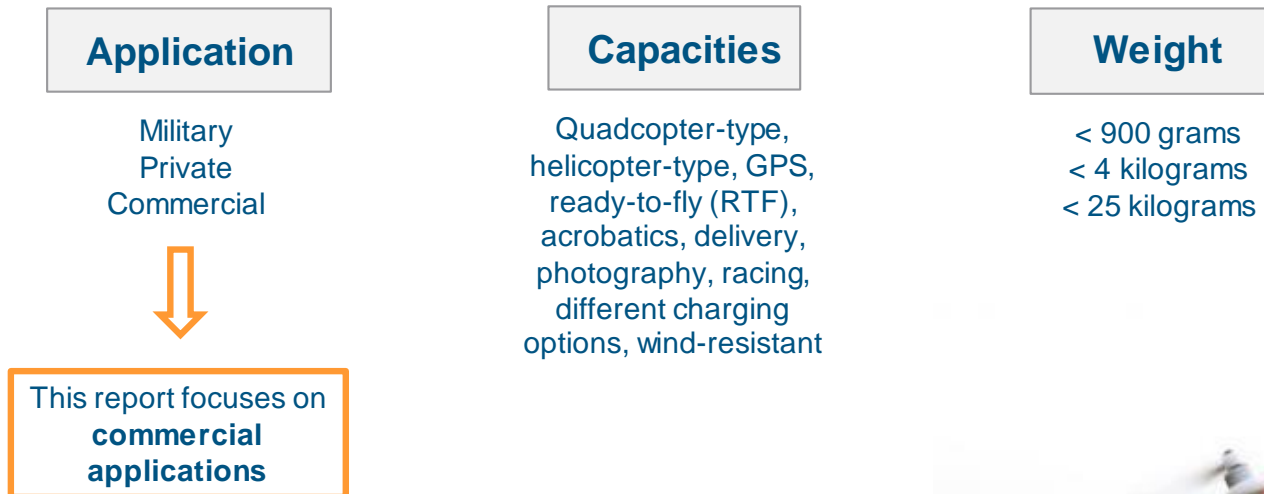 Application
Military
Private
Commercial
This report focuses on
commercial
applications
Capacities
Quadcopter-type,
helicopter-type, GPS,
ready-to-fly (RTF),
acrobatics, delivery,
photography, racing,
different charging
options, wind-resistant
Weight
< 900 grams
< 4 kilograms
< 25 kilograms